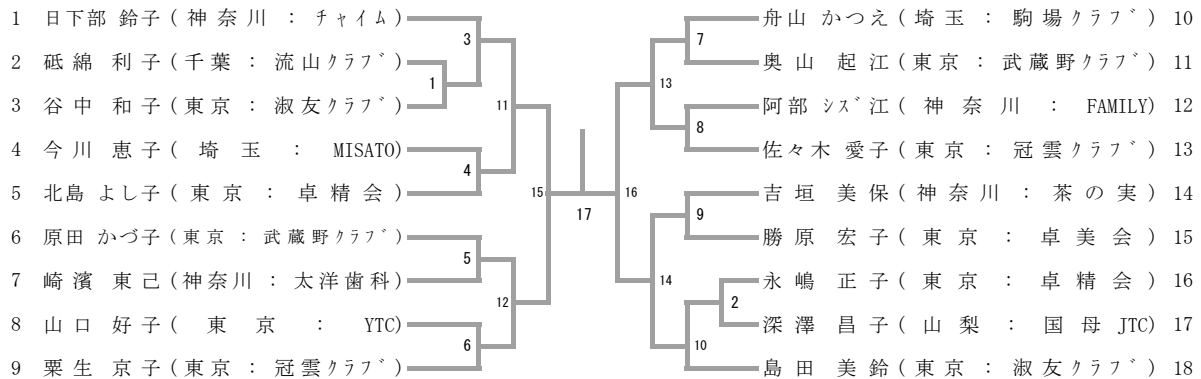 1 日下部 鈴子 (神奈川 : チャイム)
2 砥綿 利子 (千葉 : 流山クラブ)
3 谷中 和子 (東京 : 淑友クラブ)
4 今川 恵子 (埼玉 : MISATO)
5 北島 よし子 (東京 : 卓精会)
6 原田 かづ子 (東京 : 武蔵野クラブ)
7 崎濱 東己 (神奈川 : 太洋歯科)
8 山口 好子 (東京 : YTC)
9 粟生 京子 (東京 : 冠雲クラブ)
3
1
11
4
15
5
12
6
17
7
13
8
16
9
14
2
10
舟山 かつえ (埼玉 : 駒場クラブ) 10
奥山 起江 (東京 : 武蔵野クラブ) 11
阿部 シズ江 (神奈川 : FAMILY) 12
佐々木 愛子 (東京 : 冠雲クラブ) 13
吉垣 美保 (神奈川 : 茶の実) 14
勝原 宏子 (東京 : 卓美会) 15
永嶋 正子 (東京 : 卓精会) 16
深澤 昌子 (山梨 : 国母JTC) 17
島田 美鈴 (東京 : 淑友クラブ) 18